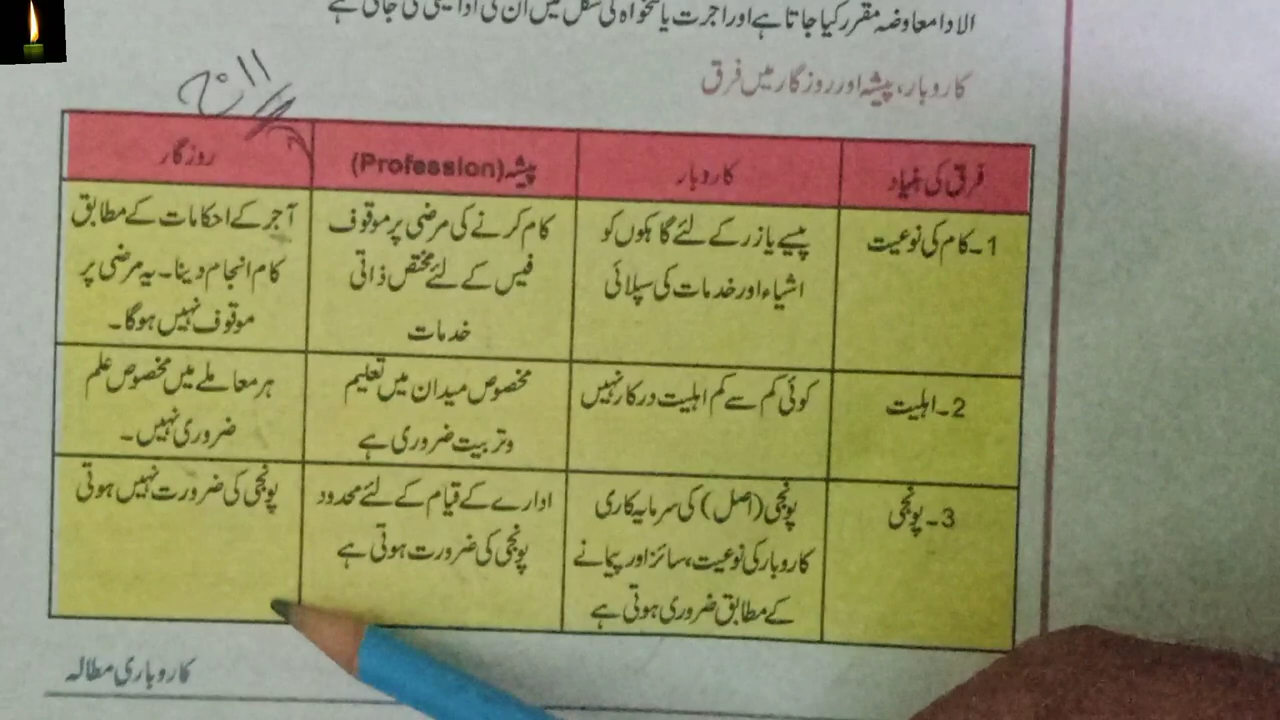 الا دا معاوضہ مقرر کیا جاتا ہے اور اجرت یا تنخواہ کی شکل میں ان کی ادائیگی کی جاتی ہے
کاروبار، پیشہ اور روزگار میں فرق
فرق کی بنیاد
کاروبار
پیشہ (Profession)
روزگار
1۔ کام کی نوعیت
پیسے یا زر کے لئے گاہکوں کو
اشیاء اور خدمات کی سپلائی
کام کرنے کی مرضی پر موقوف
فیس کے لئے مختص ذاتی
خدمات
آجر کے احکامات کے مطابق
کام انجام دینا۔ یہ مرضی پر
موقوف نہیں ہوگا۔
2۔ اہلیت
کوئی کم سے کم اہلیت درکار نہیں
مخصوص میدان میں تعلیم
وتربیت ضروری ہے
ہر معاملے میں مخصوص علم
ضروری نہیں۔
3۔ پونجی
پونجی (اصل) کی سرمایہ کاری
کاروبار کی نوعیت، سائز اور پیمانے
کے مطابق ضروری ہوتی ہے
ادارے کے قیام کے لئے محدود
پونجی کی ضرورت ہوتی ہے
پونجی کی ضرورت نہیں ہوتی
کاروباری مطالہ